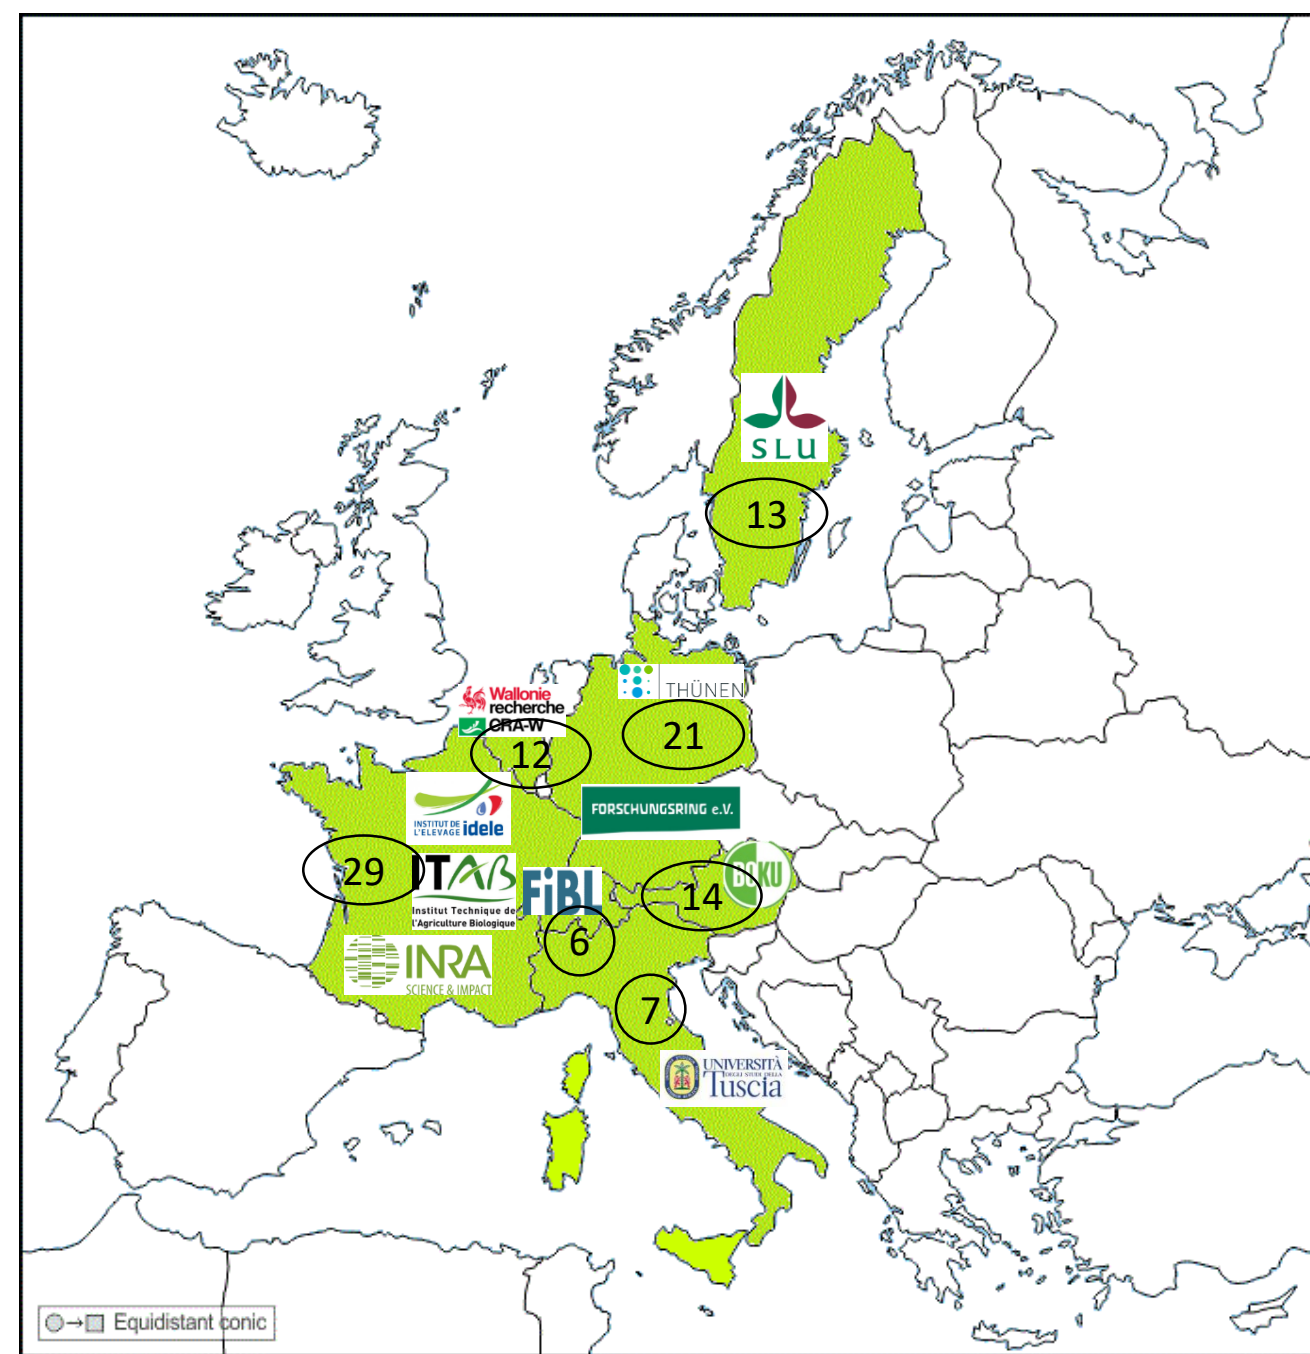 SLU
13
THÜNEN
Wallonie
recherche
CRA-W
12
21
INSTITUT DE
L'ELEVAGE idele
FORSCHUNGSRING e.V.
29
ITAB
Institut Technique de
l'Agriculture Biologique
FiBL
14
BOKU
6
INRA
SCIENCE & IMPACT
7
UNIVERSITÀ
DEGLI STUDI DELLA
Tuscia
Equidistant conic